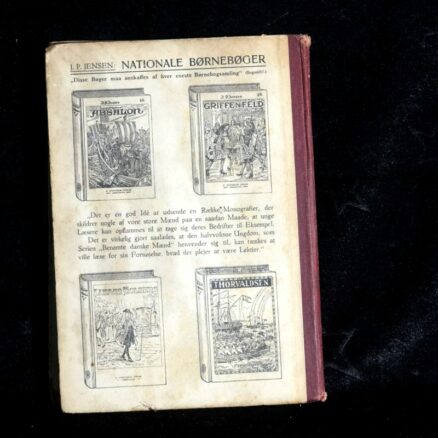 J. P. JENSEN: NATIONALE BØRNEBØGER
„Disse Bøger maa anskaffes af hver eneste Børnebogsamling“ (Bogens
J.P.Jensen
ABSALON
J.P.Jensen
GRIFFENFELD
„Det er en god Idé at udsende en Række Monografier, der
skildrer nogle af vore store Mænd paa en saadan Maade, at unge
Læsere kan opflammes til at tage sig deres Bedrifter til Eksempel.
Det er virkelig gjort saaledes, at den halvvoksne Ungdom, som
Serien „Berømte danske Mænd“ henvender sig til, kan tænkes at
ville læse for sin Fornøjelse, hvad der plejer at være Lektier.“
THORVALDSEN